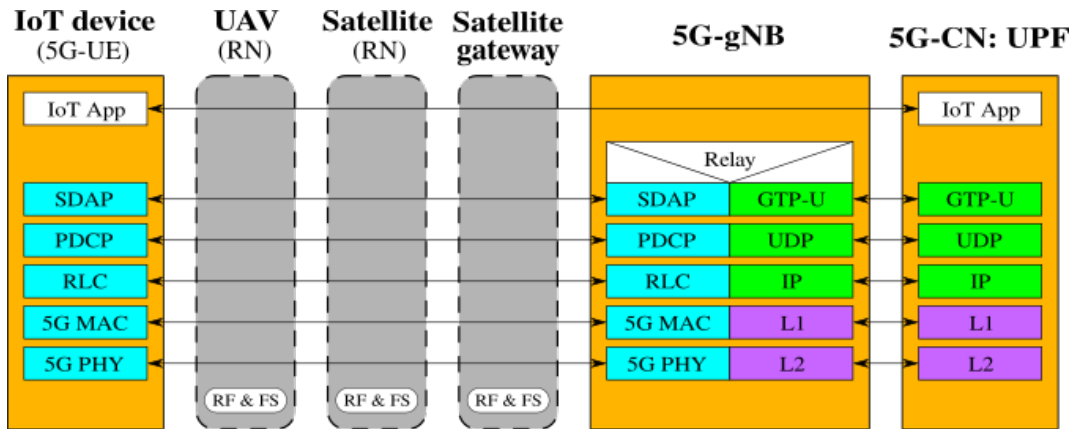 IoT device
(5G-UE)
UAV
(RN)
Satellite
(RN)
Satellite
gateway
5G-gNB
5G-CN: UPF
IoT App
IoT App
Relay
SDAP
SDAP
GTP-U
GTP-U
PDCP
PDCP
UDP
UDP
RLC
RLC
IP
IP
5G MAC
5G MAC
L1
L1
5G PHY
5G PHY
L2
L2
RF & FS
RF & FS
RF & FS